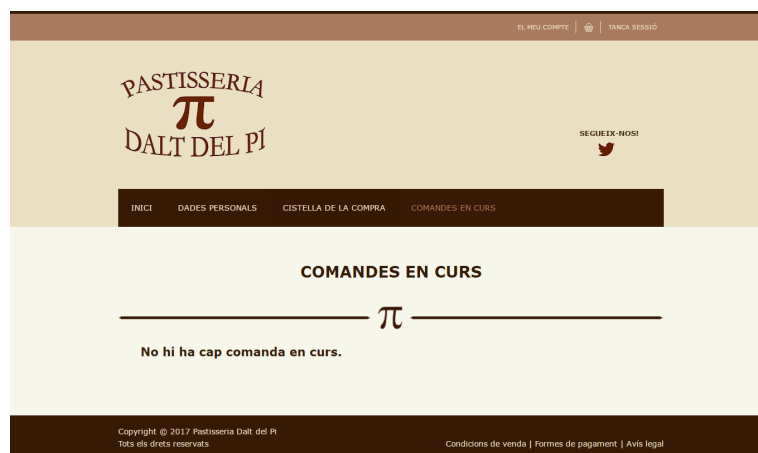 EL MEU COMPTE | TANCA SESSIÓ
PASTISSERIA
π
DALT DEL PI
SEGUEIX-NOS!
INICI DADES PERSONALS CISTELLA DE LA COMPRA COMANDES EN CURS
COMANDES EN CURS
π
No hi ha cap comanda en curs.
Copyright © 2017 Pastisseria Dalt del Pi
Tots els drets reservats
Condicions de venda | Formes de pagament | Avís legal